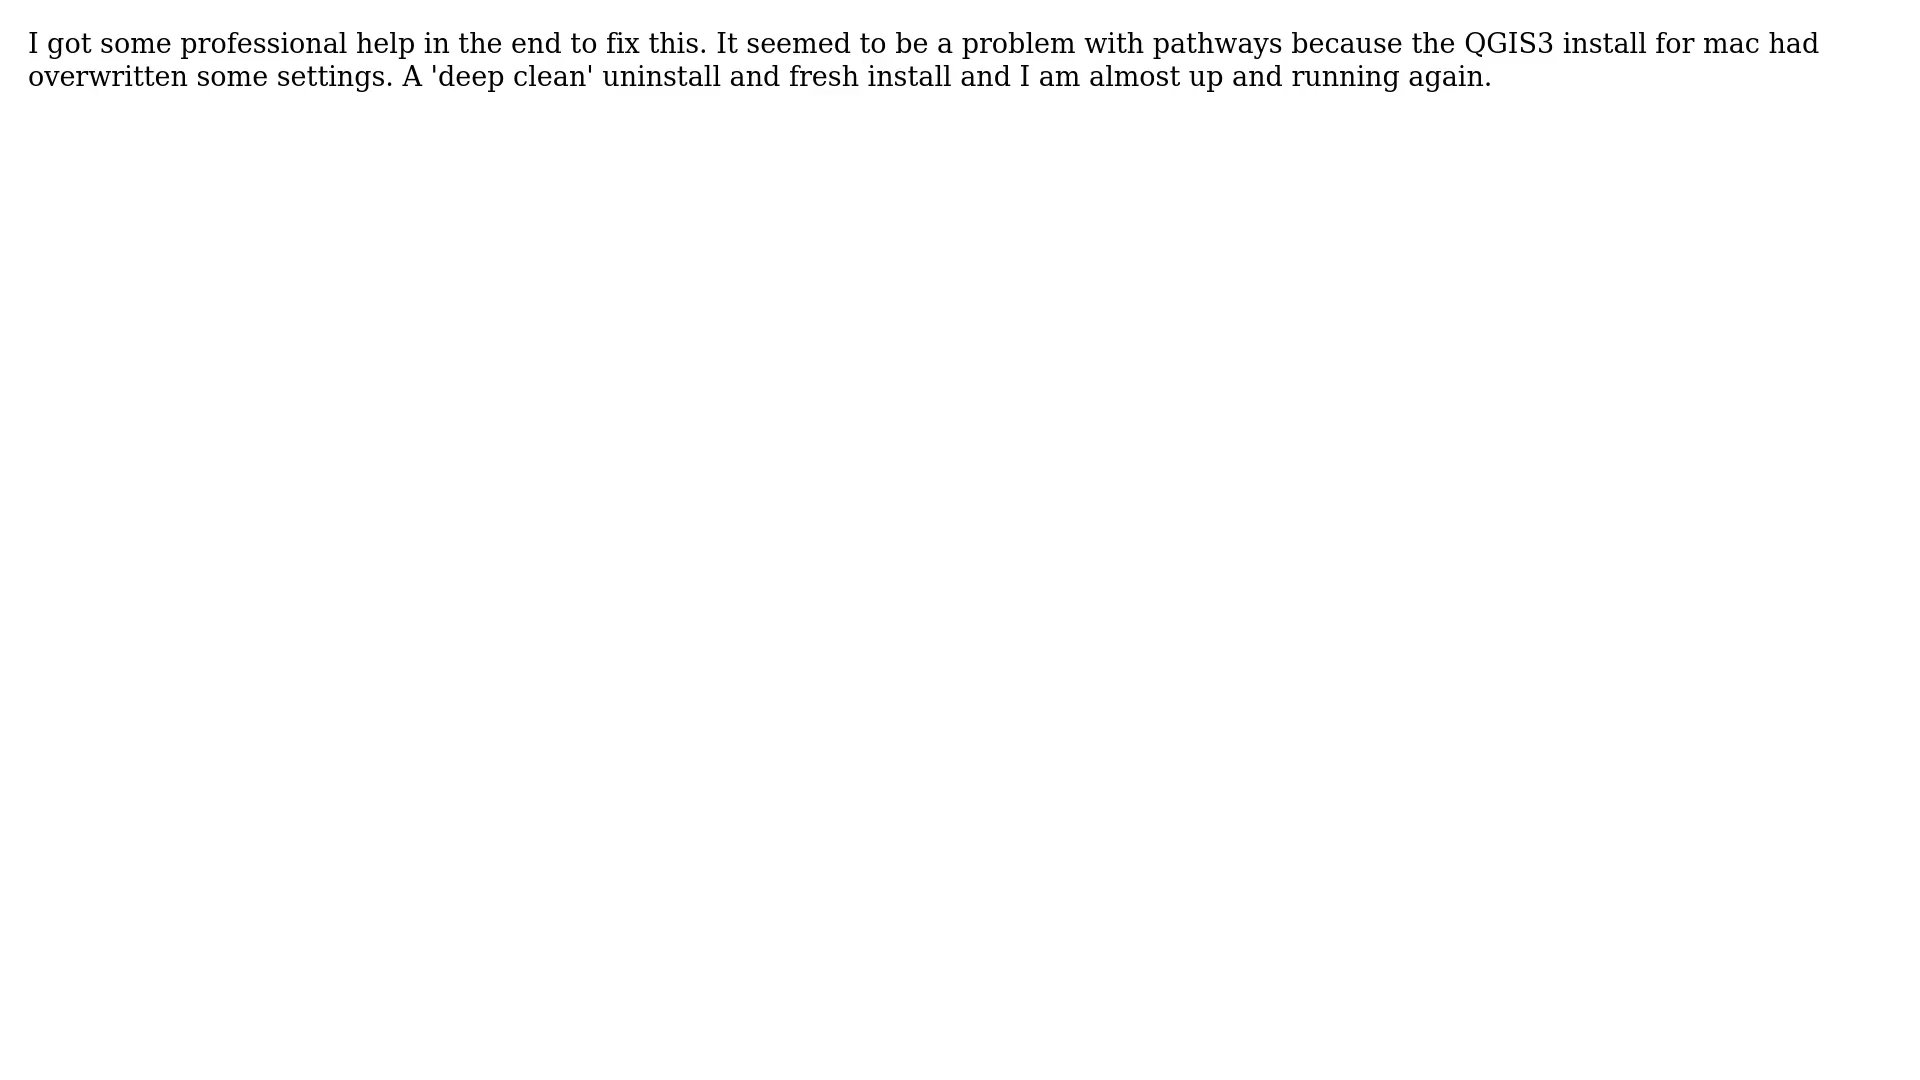 I got some professional help in the end to fix this. It seemed to be a problem with pathways because the QGIS3 install for mac had
overwritten some settings. A 'deep clean' uninstall and fresh install and I am almost up and running again.